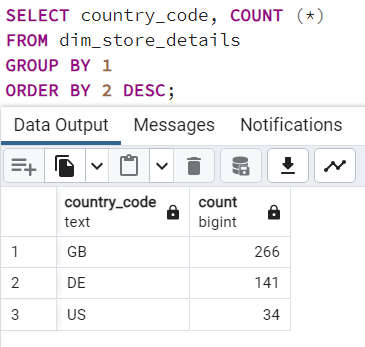 SELECT country_code, COUNT (*)
FROM dim_store_details
GROUP BY 1
ORDER BY 2 DESC;
Data Output Messages Notifications
country_code count
text bigint
1 GB 266
2 DE 141
3 US 34